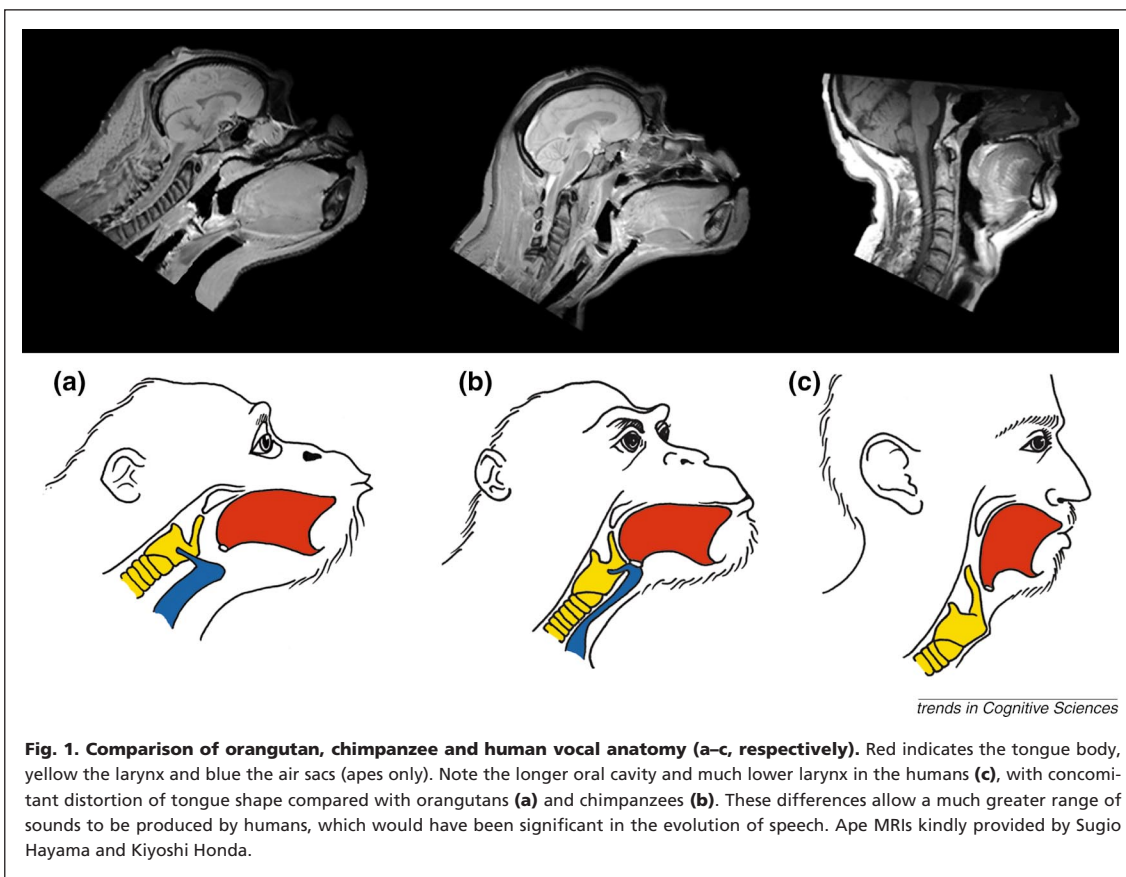 (a)
(b)
(c)
trends in Cognitive Sciences
Fig. 1. Comparison of orangutan, chimpanzee and human vocal anatomy (a–c, respectively). Red indicates the tongue body,
yellow the larynx and blue the air sacs (apes only). Note the longer oral cavity and much lower larynx in the humans (c), with concomi-
tant distortion of tongue shape compared with orangutans (a) and chimpanzees (b). These differences allow a much greater range of
sounds to be produced by humans, which would have been significant in the evolution of speech. Ape MRIs kindly provided by Sugio
Hayama and Kiyoshi Honda.